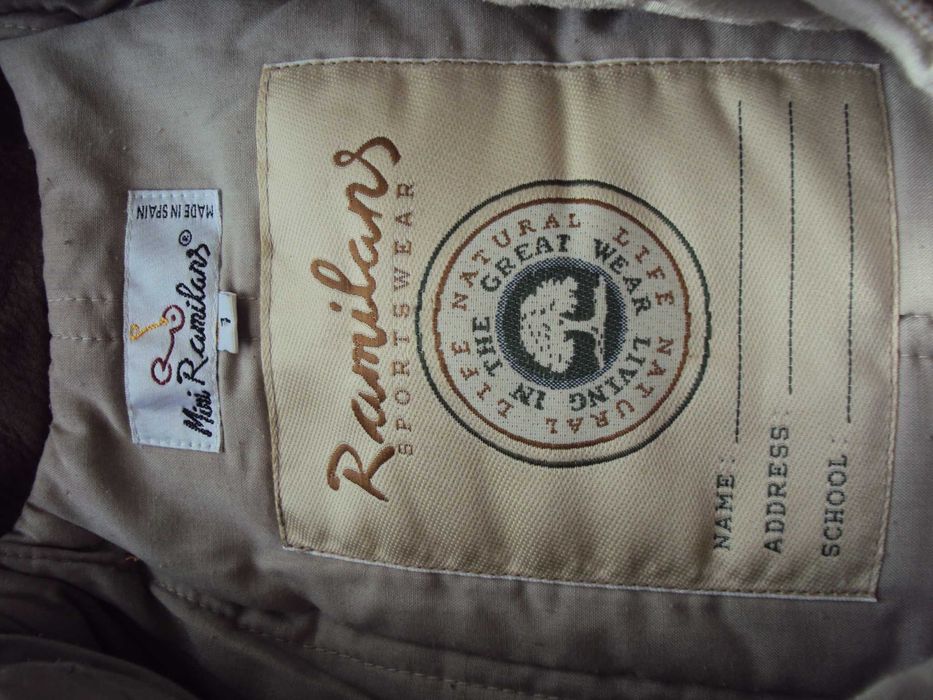 Mini Ramilans®
MADE IN SPAIN
1
Ramilans
SPORTSWEAR
NATURAL LIFE NATURAL LIFE
GREAT WEAR LIVING IN THE
NAME:
ADDRESS:
SCHOOL: